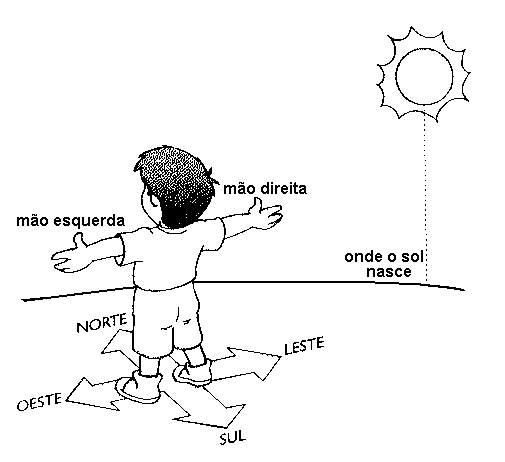 mão direita
mão esquerda
onde o sol
nasce
NORTE
LESTE
OESTE
SUL